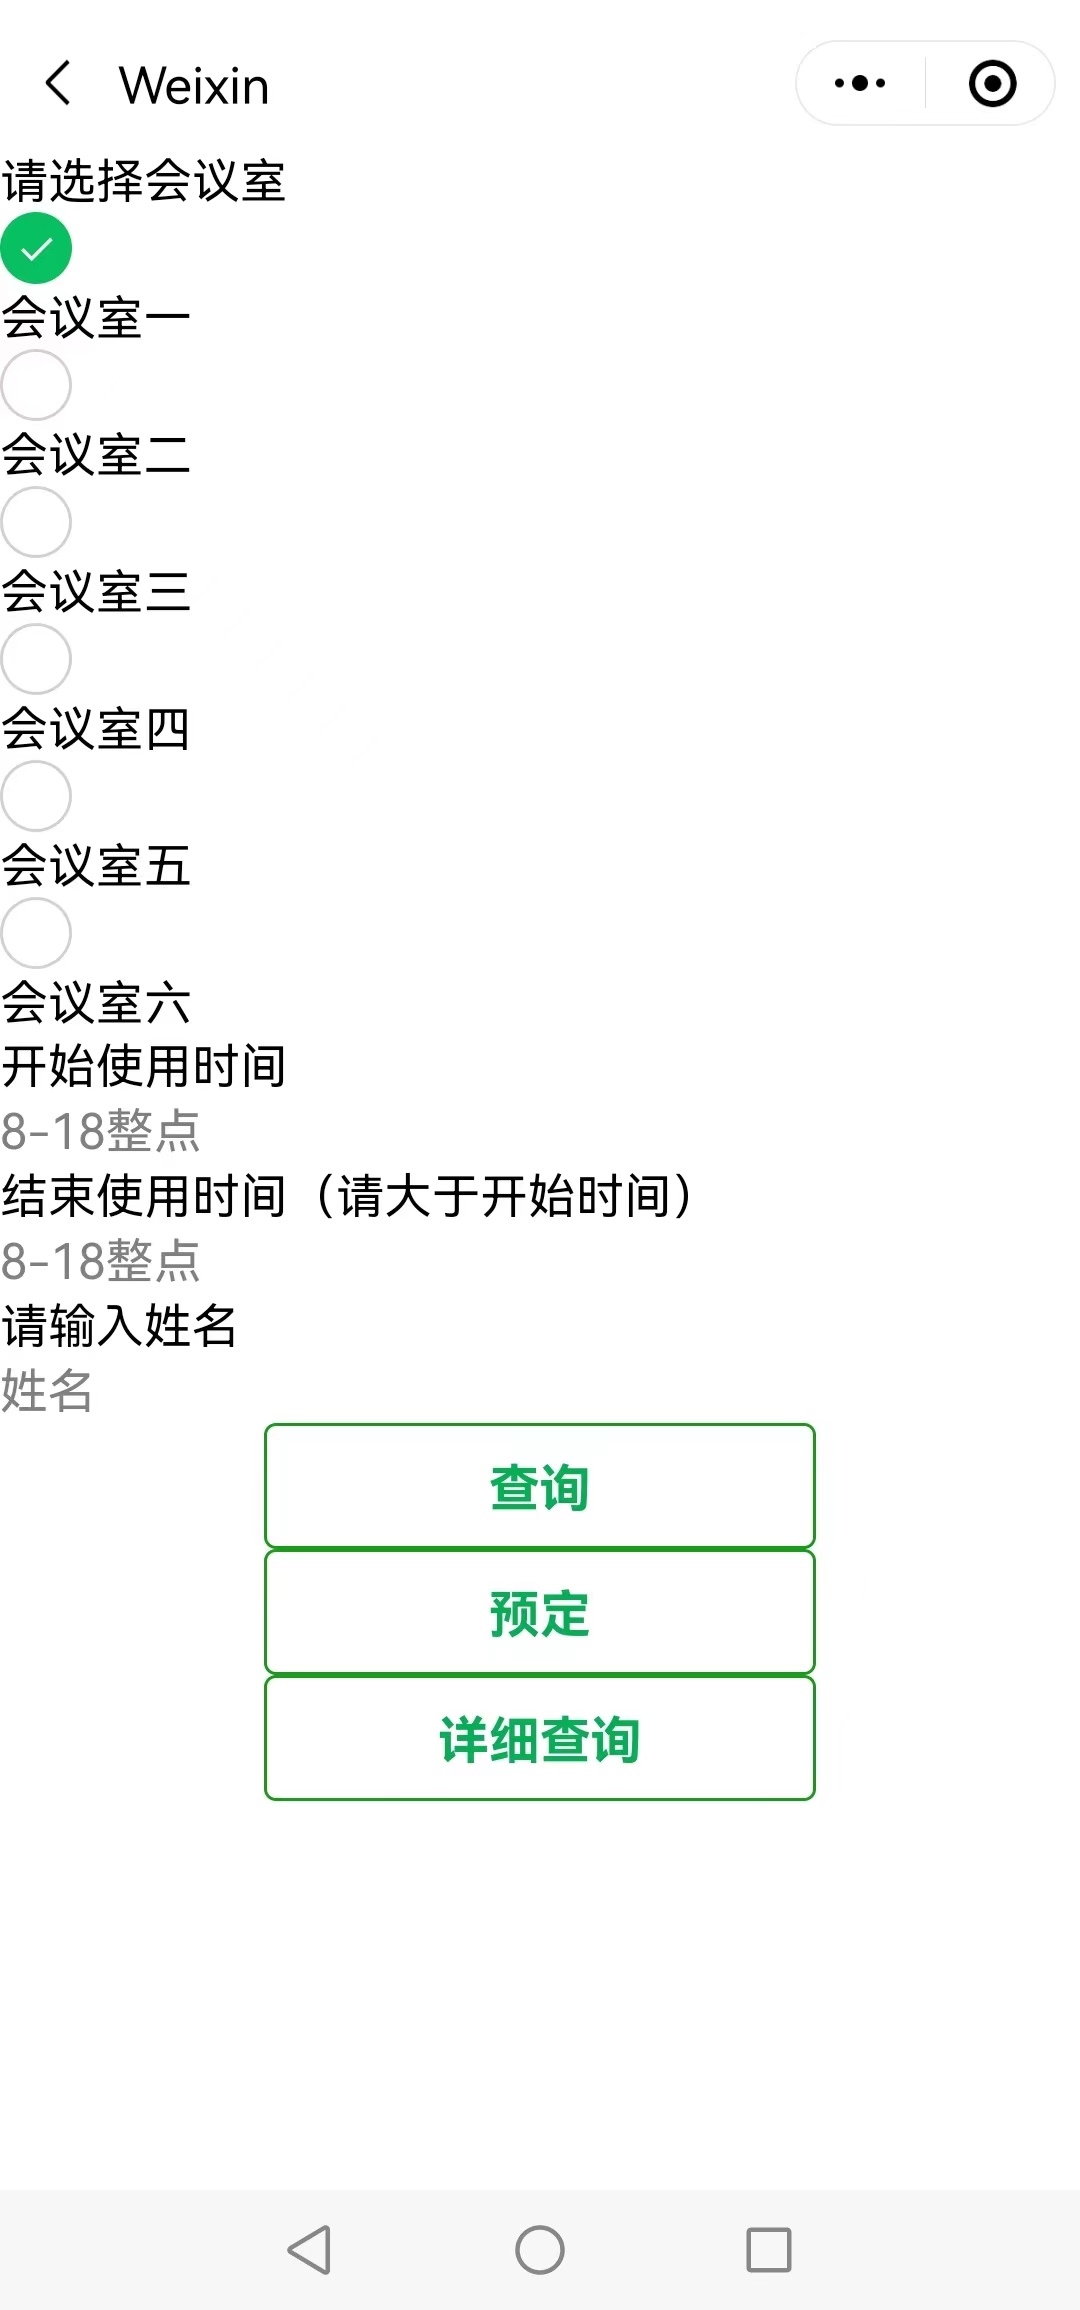 Weixin
请选择会议室
会议室一
会议室二
会议室三
会议室四
会议室五
会议室六
开始使用时间
8-18整点
结束使用时间（请大于开始时间）
8-18整点
请输入姓名
姓名
查询
预定
详细查询